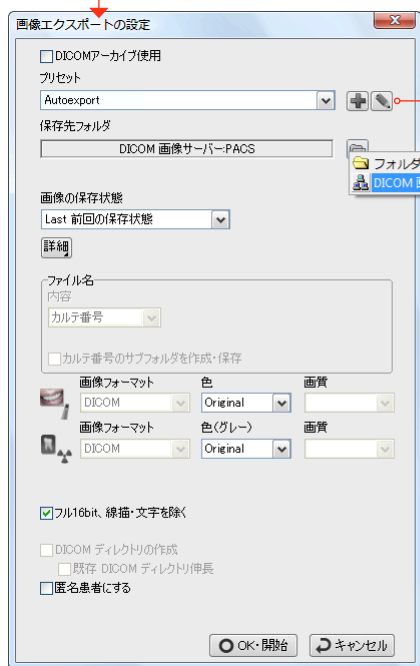 画像エクスポートの設定
DICOMアーカイブ使用
プリセット
Autoexport
保存先フォルダ
DICOM 画像サーバー:PACS
フォルダ
DICOM 画
画像の保存状態
Last 前回の保存状態
詳細
ファイル名
内容
カルテ番号
カルテ番号のサブフォルダを作成・保存
画像フォーマット 色 画質
DICOM Original
画像フォーマット 色(グレー) 画質
DICOM Original
フル16bit、線描・文字を除く
DICOM ディレクトリの作成
既存 DICOM ディレクトリ伸長
匿名患者にする
OK・開始 キャンセル